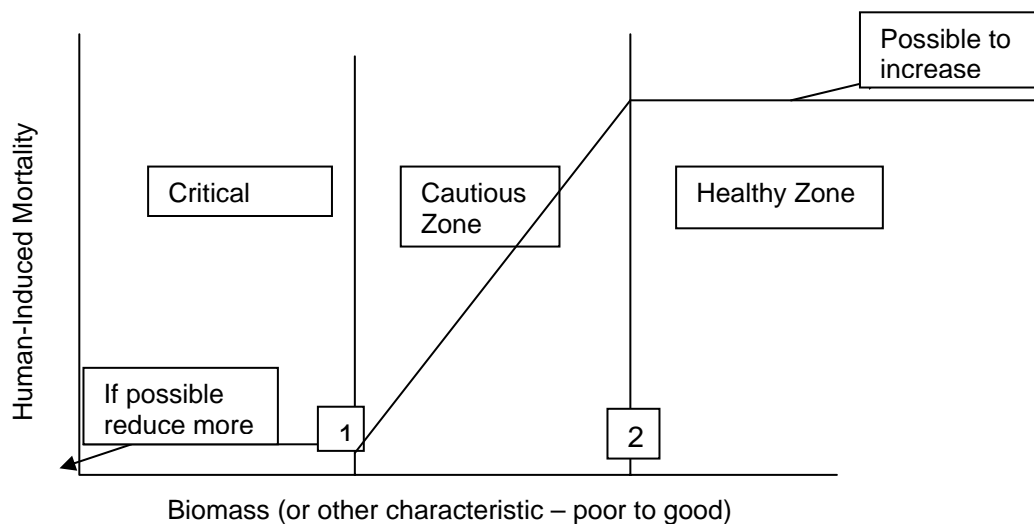 Possible to
increase
Human-Induced Mortality
Critical
Cautious
Zone
Healthy Zone
If possible
reduce more
1
2
Biomass (or other characteristic – poor to good)